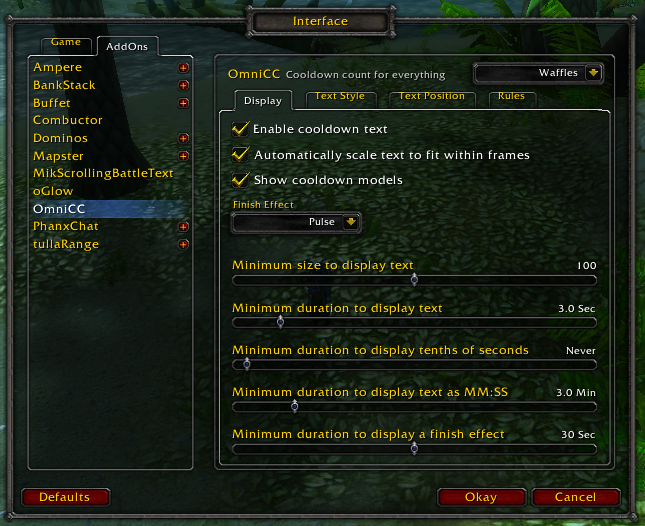 Interface
Game
AddOns
Ampere
BankStack
Buffet
Combuctor
Dominos
Mapster
MikScrollingBattleText
oGlow
OmniCC
PhanxChat
tullaRange
OmniCC Cooldown count for everything
Waffles
Display
Text Style
Text Position
Rules
Enable cooldown text
Automatically scale text to fit within frames
Show cooldown models
Finish Effect
Pulse
Minimum size to display text 100
Minimum duration to display text 3.0 Sec
Minimum duration to display tenths of seconds Never
Minimum duration to display text as MM:SS 3.0 Min
Minimum duration to display a finish effect 30 Sec
Defaults
Okay
Cancel